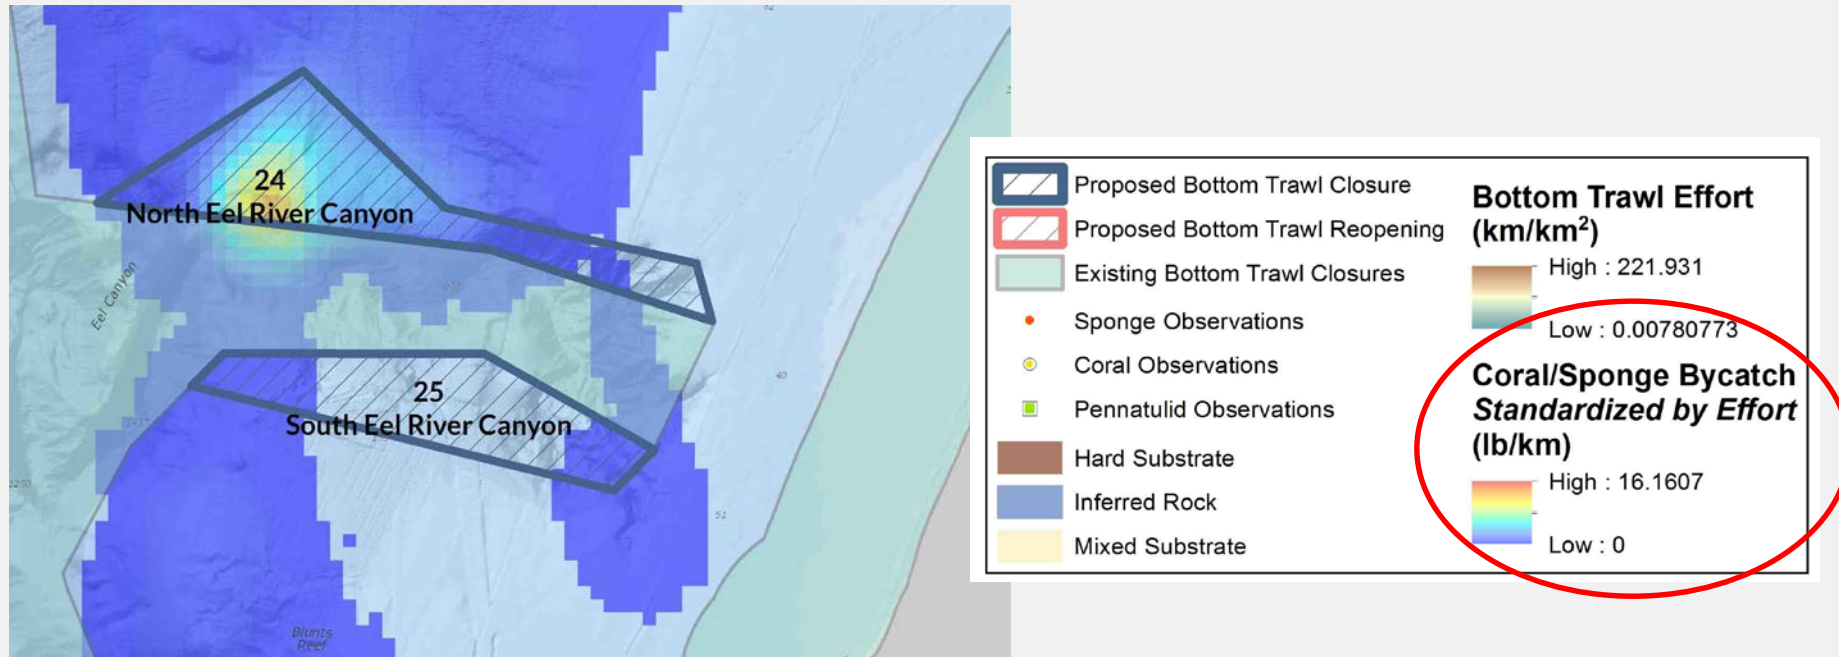 62
24
North Eel River Canyon
Eel Canyon
25
South Eel River Canyon
40
51
Blunts
Reef
Proposed Bottom Trawl Closure
Proposed Bottom Trawl Reopening
Existing Bottom Trawl Closures
Sponge Observations
Coral Observations
Pennatulid Observations
Hard Substrate
Inferred Rock
Mixed Substrate
Bottom Trawl Effort
(km/km²)
High : 221.931
Low : 0.00780773
Coral/Sponge Bycatch
Standardized by Effort
(lb/km)
High : 16.1607
Low : 0